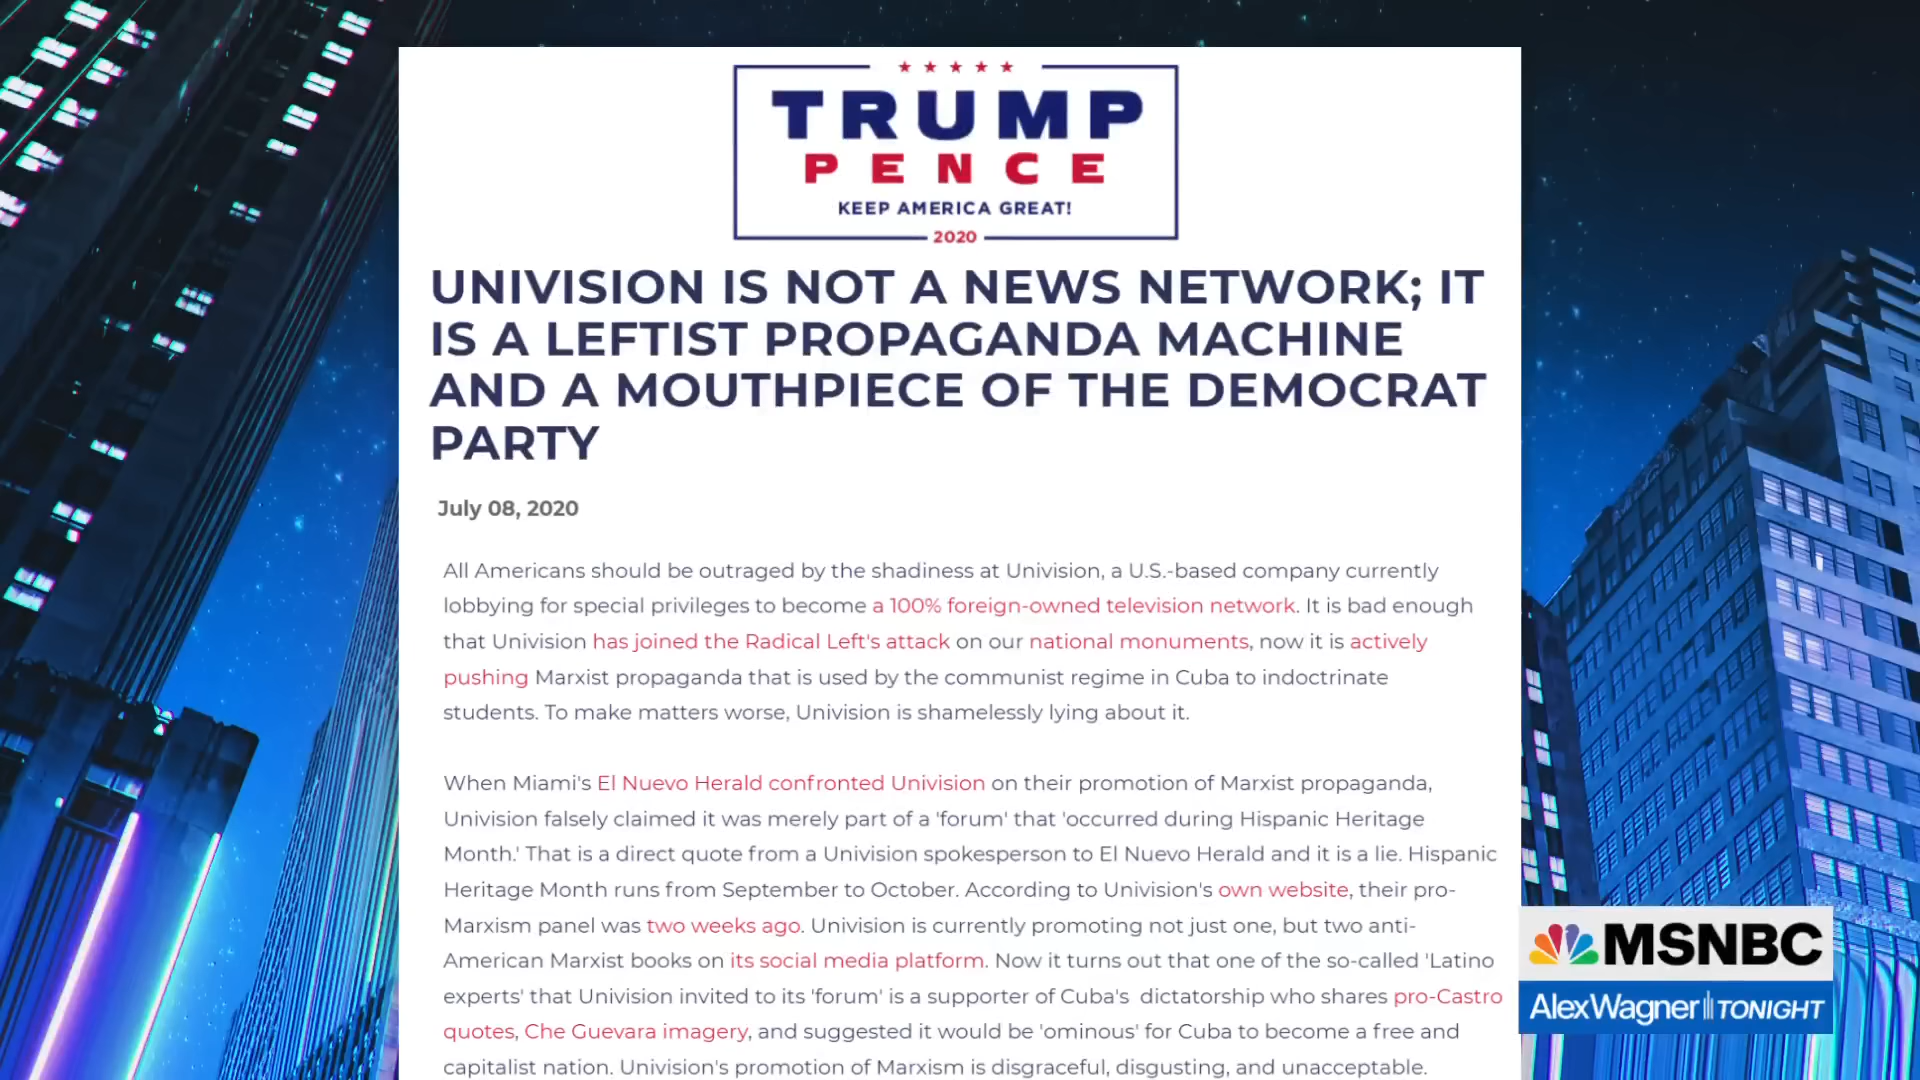 TRUMP
PENCE
KEEP AMERICA GREAT!
2020
UNIVISION IS NOT A NEWS NETWORK; IT
IS A LEFTIST PROPAGANDA MACHINE
AND A MOUTHPIECE OF THE DEMOCRAT
PARTY
July 08, 2020
All Americans should be outraged by the shadiness at Univision, a U.S.-based company currently
lobbying for special privileges to become a 100% foreign-owned television network. It is bad enough
that Univision has joined the Radical Left's attack on our national monuments, now it is actively
pushing Marxist propaganda that is used by the communist regime in Cuba to indoctrinate
students. To make matters worse, Univision is shamelessly lying about it.
When Miami's El Nuevo Herald confronted Univision on their promotion of Marxist propaganda,
Univision falsely claimed it was merely part of a 'forum' that 'occurred during Hispanic Heritage
Month.' That is a direct quote from a Univision spokesperson to El Nuevo Herald and it is a lie. Hispanic
Heritage Month runs from September to October. According to Univision's own website, their pro-
Marxism panel was two weeks ago. Univision is currently promoting not just one, but two anti-
American Marxist books on its social media platform. Now it turns out that one of the so-called 'Latino
experts' that Univision invited to its 'forum' is a supporter of Cuba's dictatorship who shares pro-Castro
quotes, Che Guevara imagery, and suggested it would be 'ominous' for Cuba to become a free and
capitalist nation. Univision's promotion of Marxism is disgraceful, disgusting, and unacceptable.
MSNBC
AlexWagner TONIGHT